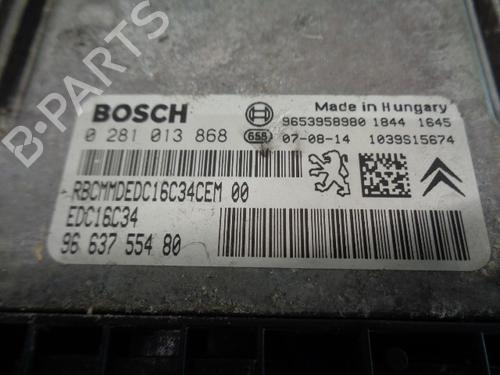 BOSCH
Made in Hungary
9653958980 1844 1645
0 281 013 868 658 07-08-14 1039S15674
RBCMMDEDC16C34CEM 00
EDC16C34
96 637 554 80
B-PARTS